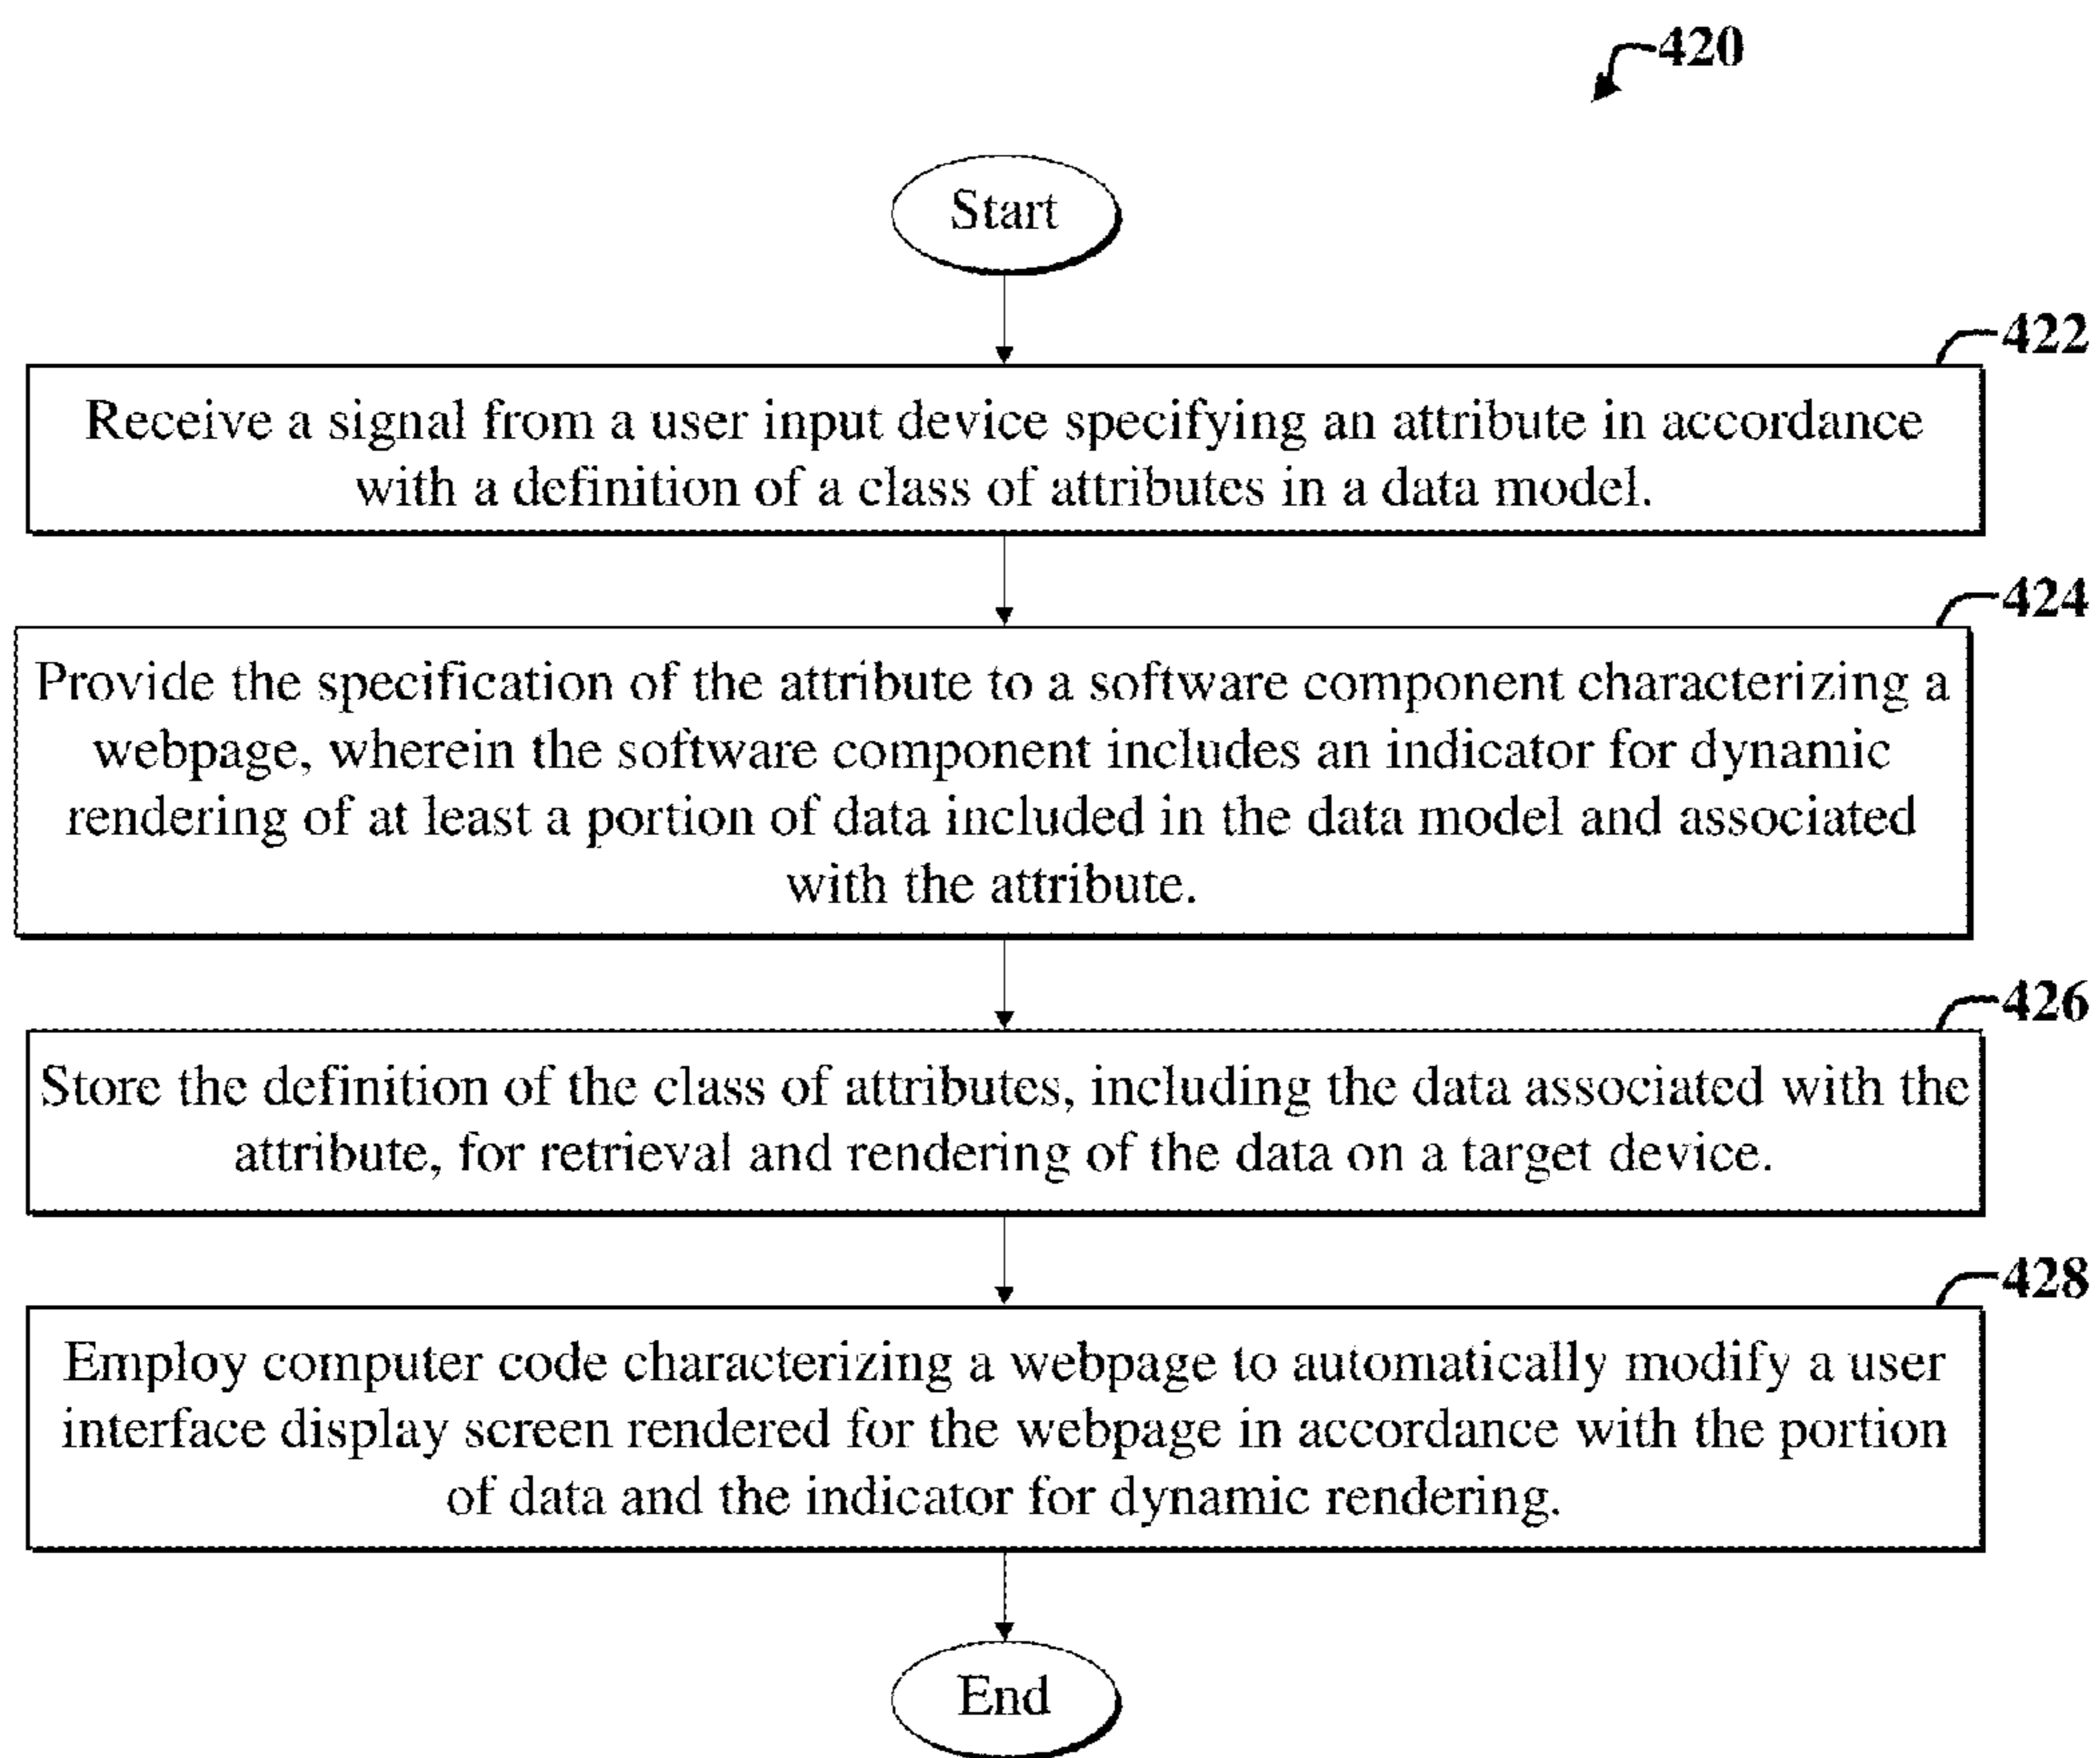 420
Start
422
Receive a signal from a user input device specifying an attribute in accordance
with a definition of a class of attributes in a data model.
424
Provide the specification of the attribute to a software component characterizing a
webpage, wherein the software component includes an indicator for dynamic
rendering of at least a portion of data included in the data model and associated
with the attribute.
426
Store the definition of the class of attributes, including the data associated with the
attribute, for retrieval and rendering of the data on a target device.
428
Employ computer code characterizing a webpage to automatically modify a user
interface display screen rendered for the webpage in accordance with the portion
of data and the indicator for dynamic rendering.
End